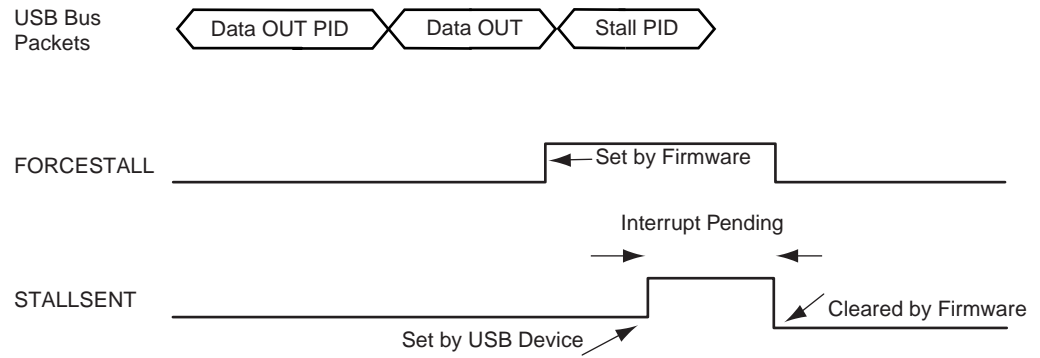 USB Bus
Packets
Data OUT PID
Data OUT
Stall PID
FORCESTALL
Set by Firmware
Interrupt Pending
STALLSENT
Cleared by Firmware
Set by USB Device